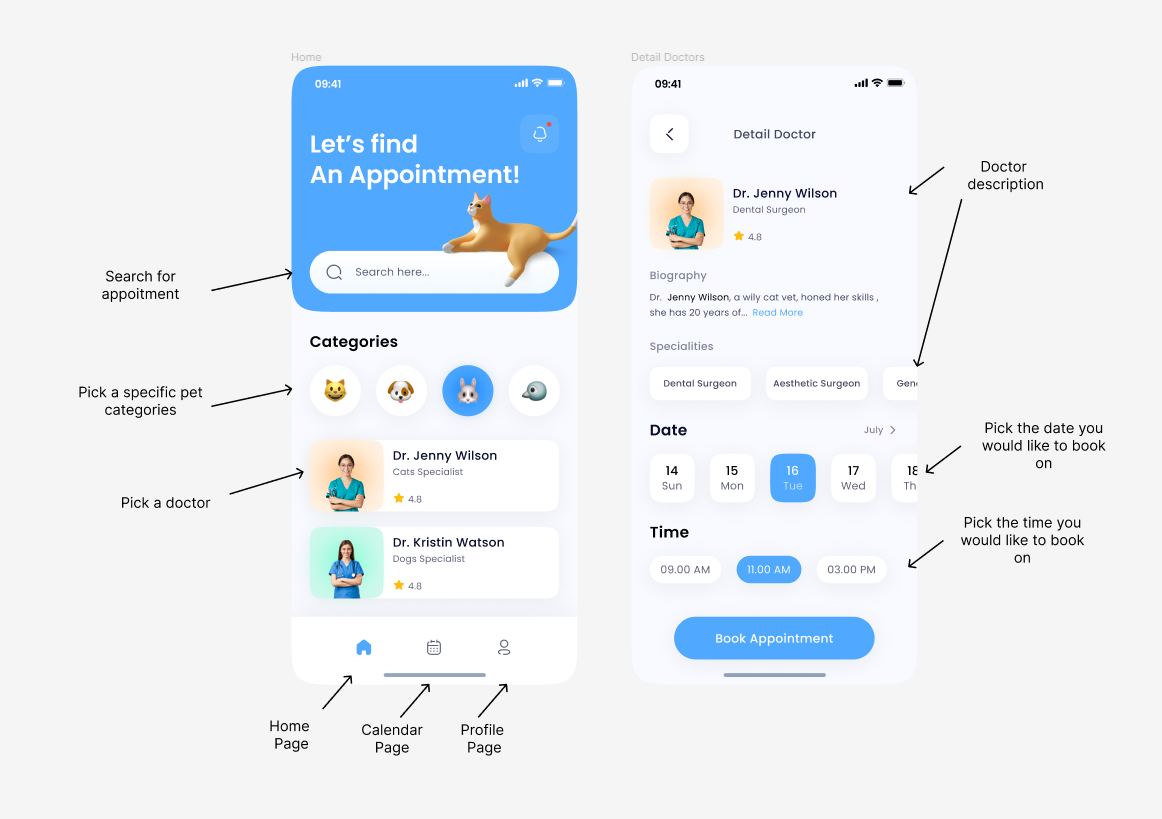 Home
09:41
Let's find
An Appointment!
Search here...
Categories
Dr. Jenny Wilson
Cats Specialist
4.8
Dr. Kristin Watson
Dogs Specialist
4.8
Search for
appoitment
Pick a specific pet
categories
Pick a doctor
Home
Page
Calendar
Page
Profile
Page
Detail Doctors
09:41
Detail Doctor
Dr. Jenny Wilson
Dental Surgeon
4.8
Biography
Dr. Jenny Wilson, a wily cat vet, honed her skills ,
she has 20 years of... Read More
Specialities
Dental Surgeon Aesthetic Surgeon Gen
Date July
14 15 16 17 18
Sun Mon Tue Wed Th
Time
09.00 AM 11.00 AM 03.00 PM
Book Appointment
Doctor
description
Pick the date you
would like to book
on
Pick the time you
would like to book
on